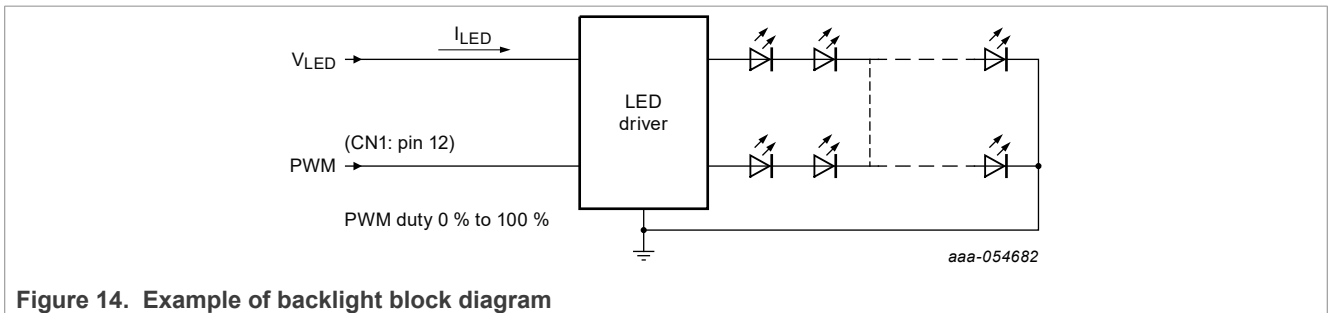 I_LED
V_LED
LED
driver
(CN1: pin 12)
PWM
PWM duty 0 % to 100 %
aaa-054682
Figure 14. Example of backlight block diagram